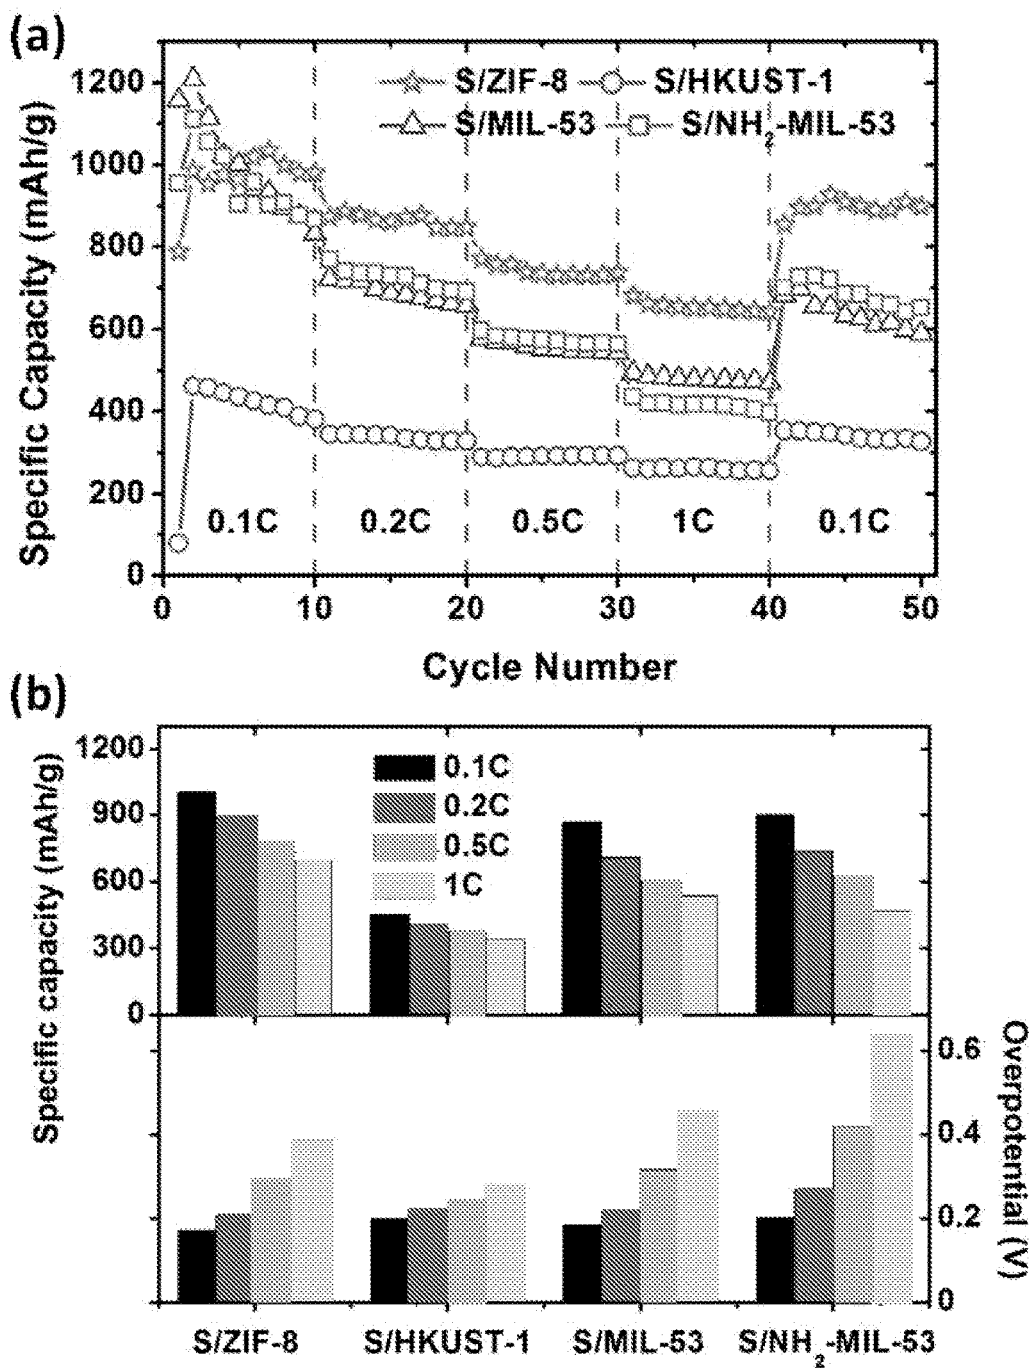 (a)
Specific Capacity (mAh/g)
1200
1000
800
600
400
200
0
S/ZIF-8 S/HKUST-1
S/MIL-53 S/NH₂-MIL-53
0.1C 0.2C 0.5C 1C 0.1C
0 10 20 30 40 50
Cycle Number
(b)
Specific capacity (mAh/g)
1200
900
600
300
0
0.1C
0.2C
0.5C
1C
Overpotential (V)
0.6
0.4
0.2
0
S/ZIF-8 S/HKUST-1 S/MIL-53 S/NH₂-MIL-53